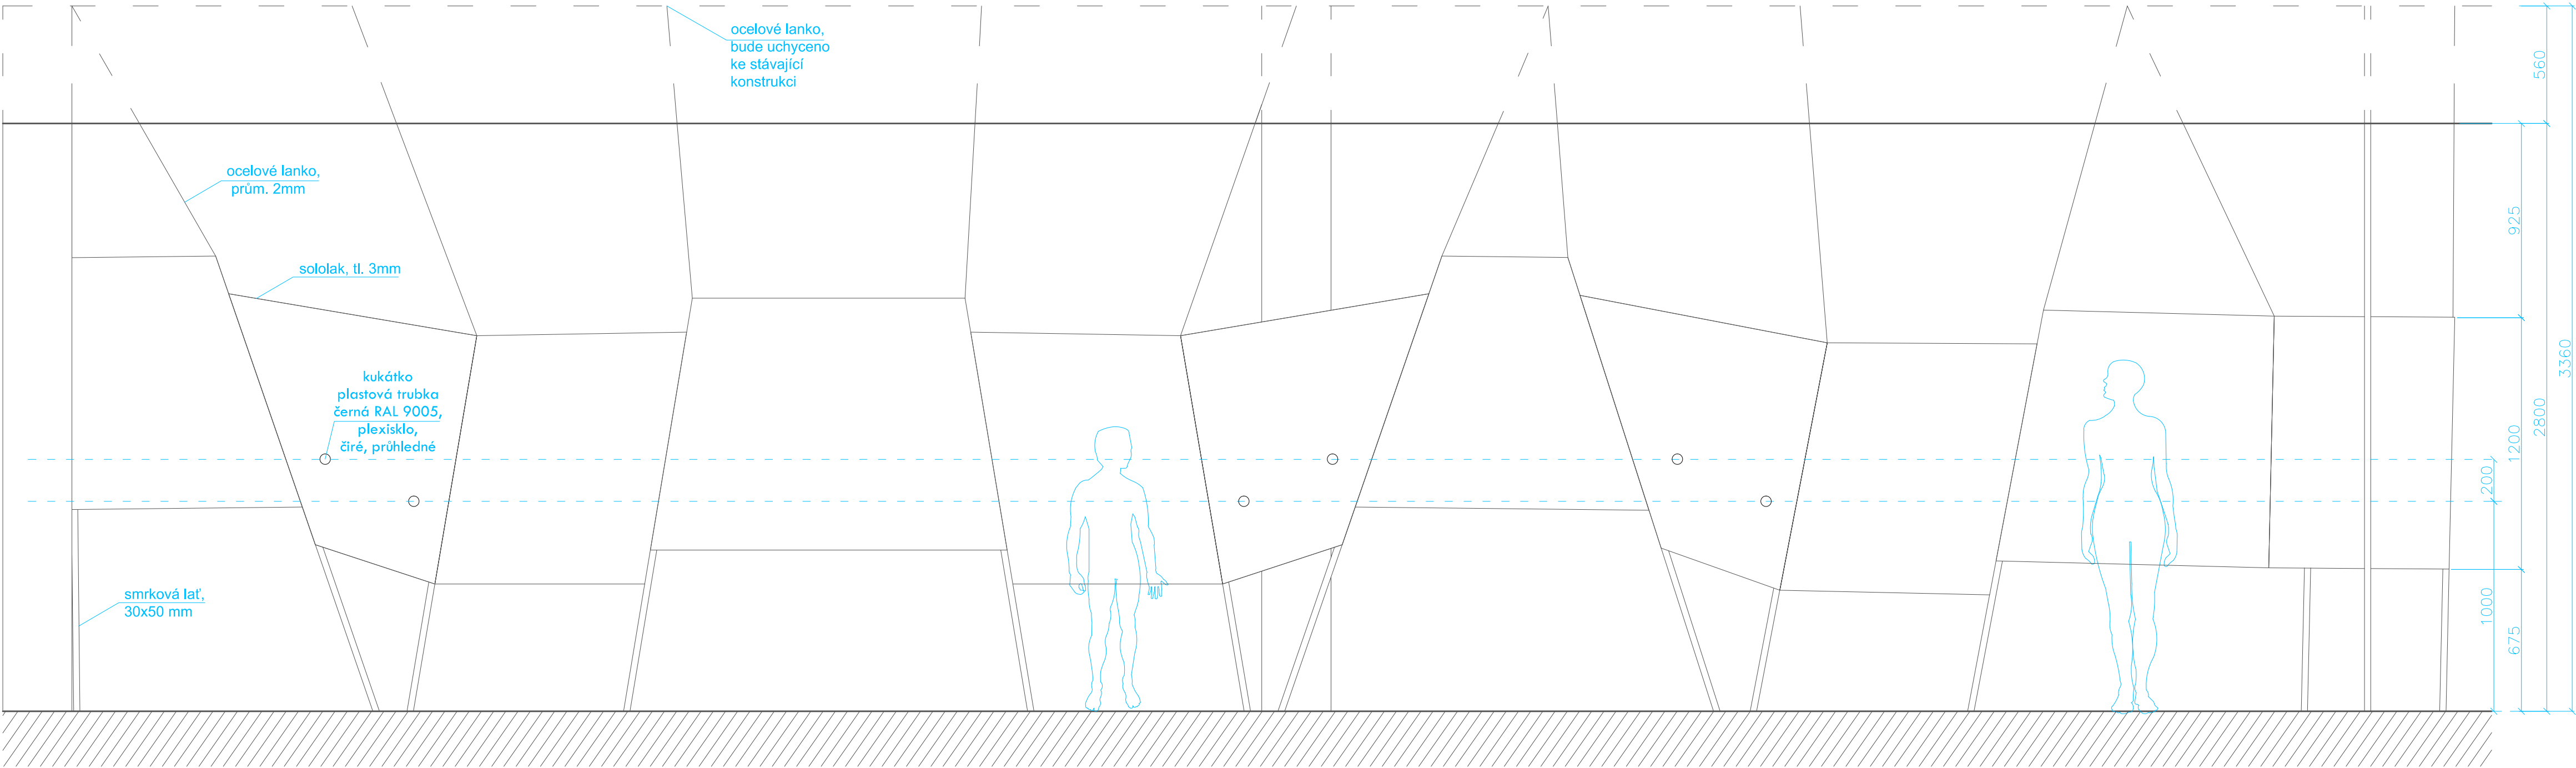 ocelové lanko,
bude uchyceno
ke stávající
konstrukci
ocelové lanko,
prům. 2mm
sololak, tl. 3mm
kukátko
plastová trubka
černá RAL 9005,
plexisklo,
čiré, průhledné
smrková lať,
30x50 mm
560
925
3360
2800
1200
200
1000
675